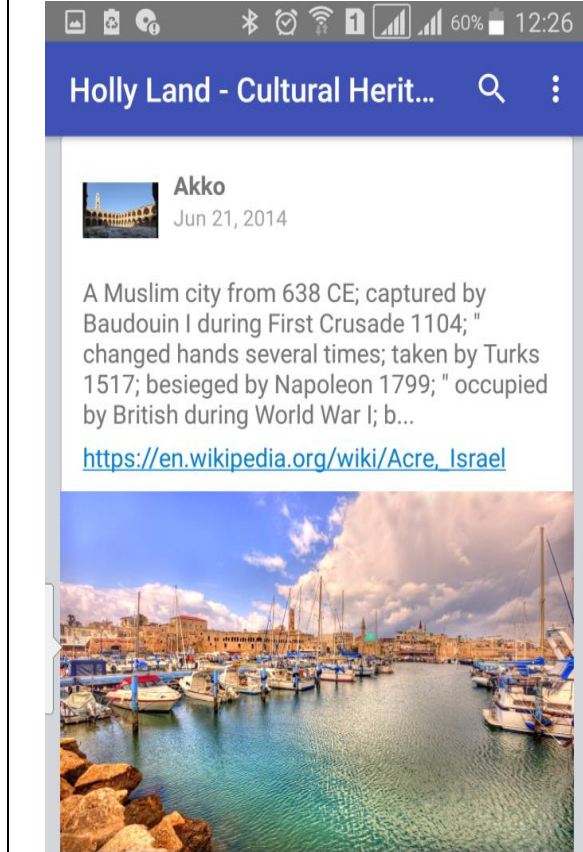 1 60% 12:26
Holly Land - Cultural Herit...
Akko
Jun 21, 2014
A Muslim city from 638 CE; captured by
Baudouin I during First Crusade 1104; "
changed hands several times; taken by Turks
1517; besieged by Napoleon 1799; " occupied
by British during World War I; b...
https://en.wikipedia.org/wiki/Acre,_Israel